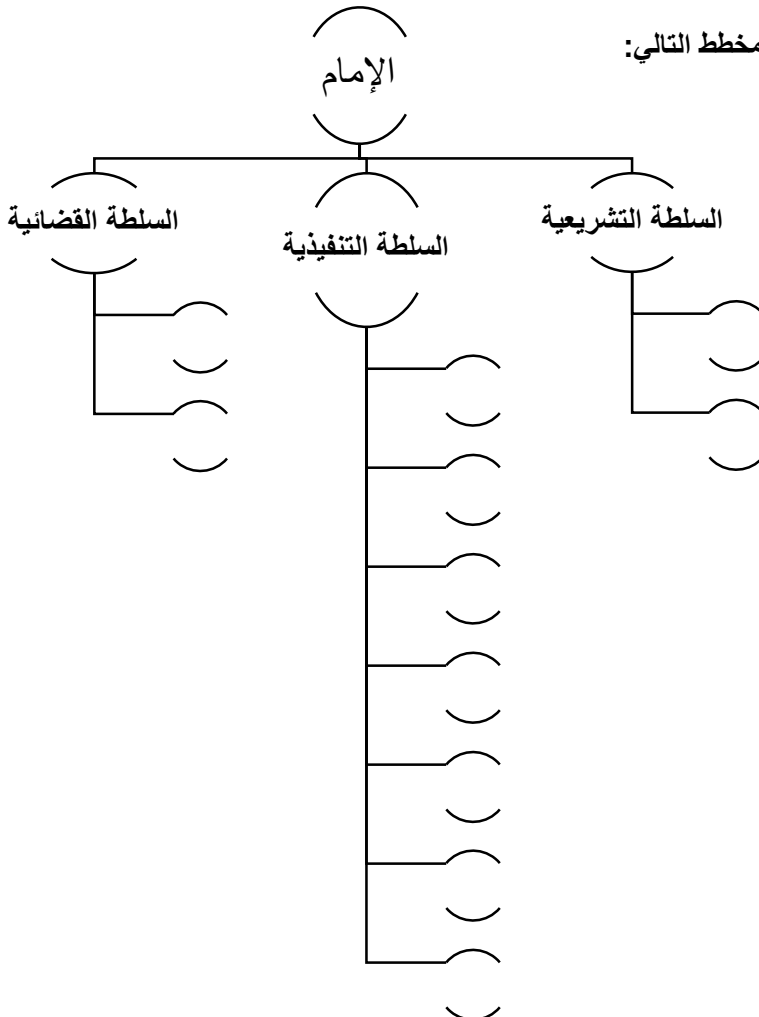 مخطط التالي:
الإمام
السلطة التشريعية
السلطة التنفيذية
السلطة القضائية